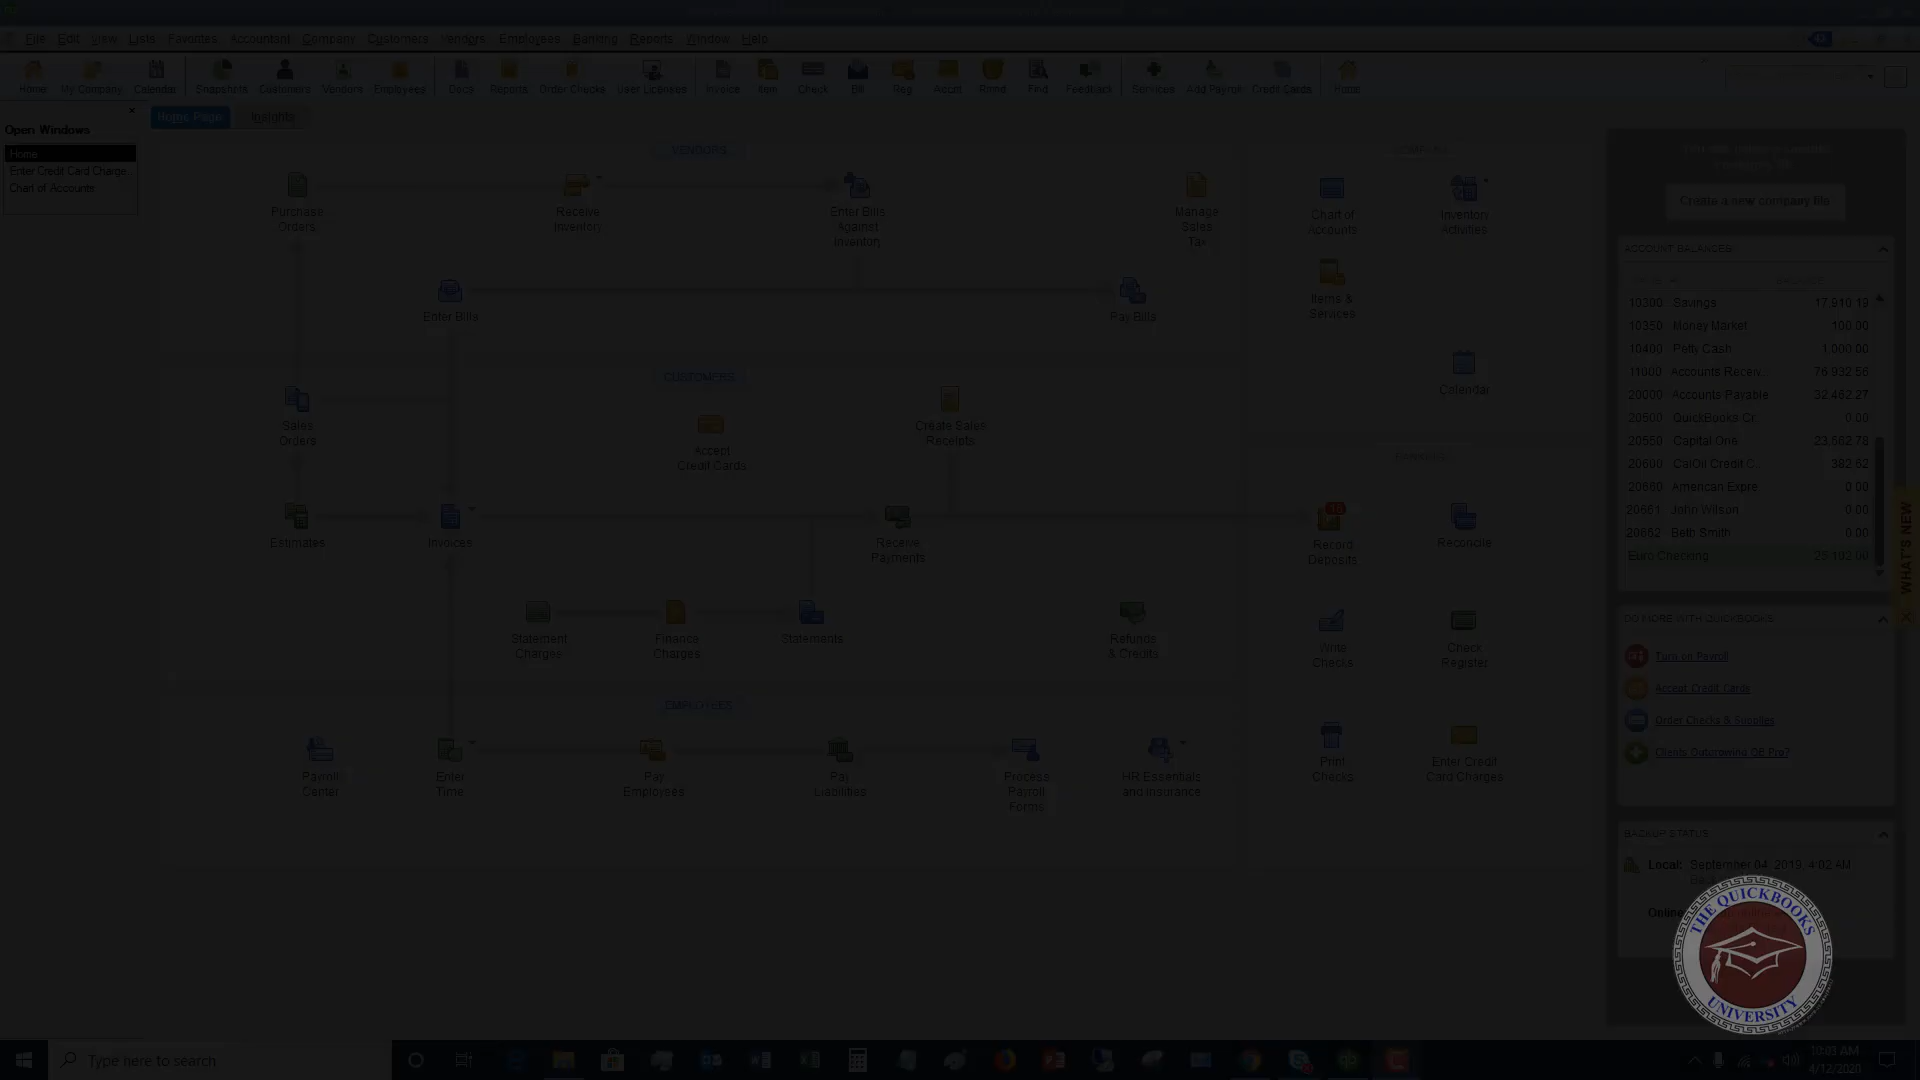 File Edit View Lists Favorites Accountant Company Customers Vendors Employees Banking Reports Window Help
Home My Company Calendar Snapshots Customers Vendors Employees Docs Reports Order Checks User Licenses Invoice Item Check Bill Reg Accnt Rmnd Find Feedback Services Add Payroll Credit Cards Home
Open Windows
Home
Enter Credit Card Charge...
Chart of Accounts
Home Page Insights
VENDORS
Purchase
Orders
Receive
Inventory
Enter Bills
Against
Inventory
Manage
Sales
Tax
Enter Bills
Pay Bills
CUSTOMERS
Sales
Orders
Accept
Credit Cards
Create Sales
Receipts
Estimates
Invoices
Receive
Payments
Statement
Charges
Finance
Charges
Statements
Refunds
& Credits
EMPLOYEES
Payroll
Center
Enter
Time
Pay
Employees
Pay
Liabilities
Process
Payroll
Forms
HR Essentials
and Insurance
COMPANY
Chart of
Accounts
Inventory
Activities
Items &
Services
Calendar
BANKING
Record
Deposits
Reconcile
Write
Checks
Check
Register
Print
Checks
Enter Credit
Card Charges
Create a new company file
ACCOUNT BALANCES
10300 Savings 17,910.19
10350 Money Market 100.00
10400 Petty Cash 1,000.00
11000 Accounts Receiv... 76,932.56
20000 Accounts Payable 32,462.27
20500 QuickBooks Cr... 0.00
20550 Capital One 23,562.78
20600 CalOil Credit C... 382.62
American Expre... 0.00
20661 John Wilson 0.00
20662 Beth Smith 0.00
Euro Checking 25,102.00
WHAT'S NEW
DO MORE WITH QUICKBOOKS
Turn on Payroll
Accept Credit Cards
Order Checks & Supplies
Clients Outgrowing QB Pro?
BACKUP STATUS
Local: September 04, 2019, 4:02 AM
Online
THE QUICKBOOKS
UNIVERSITY
Type here to search
10:03 AM
4/12/2020